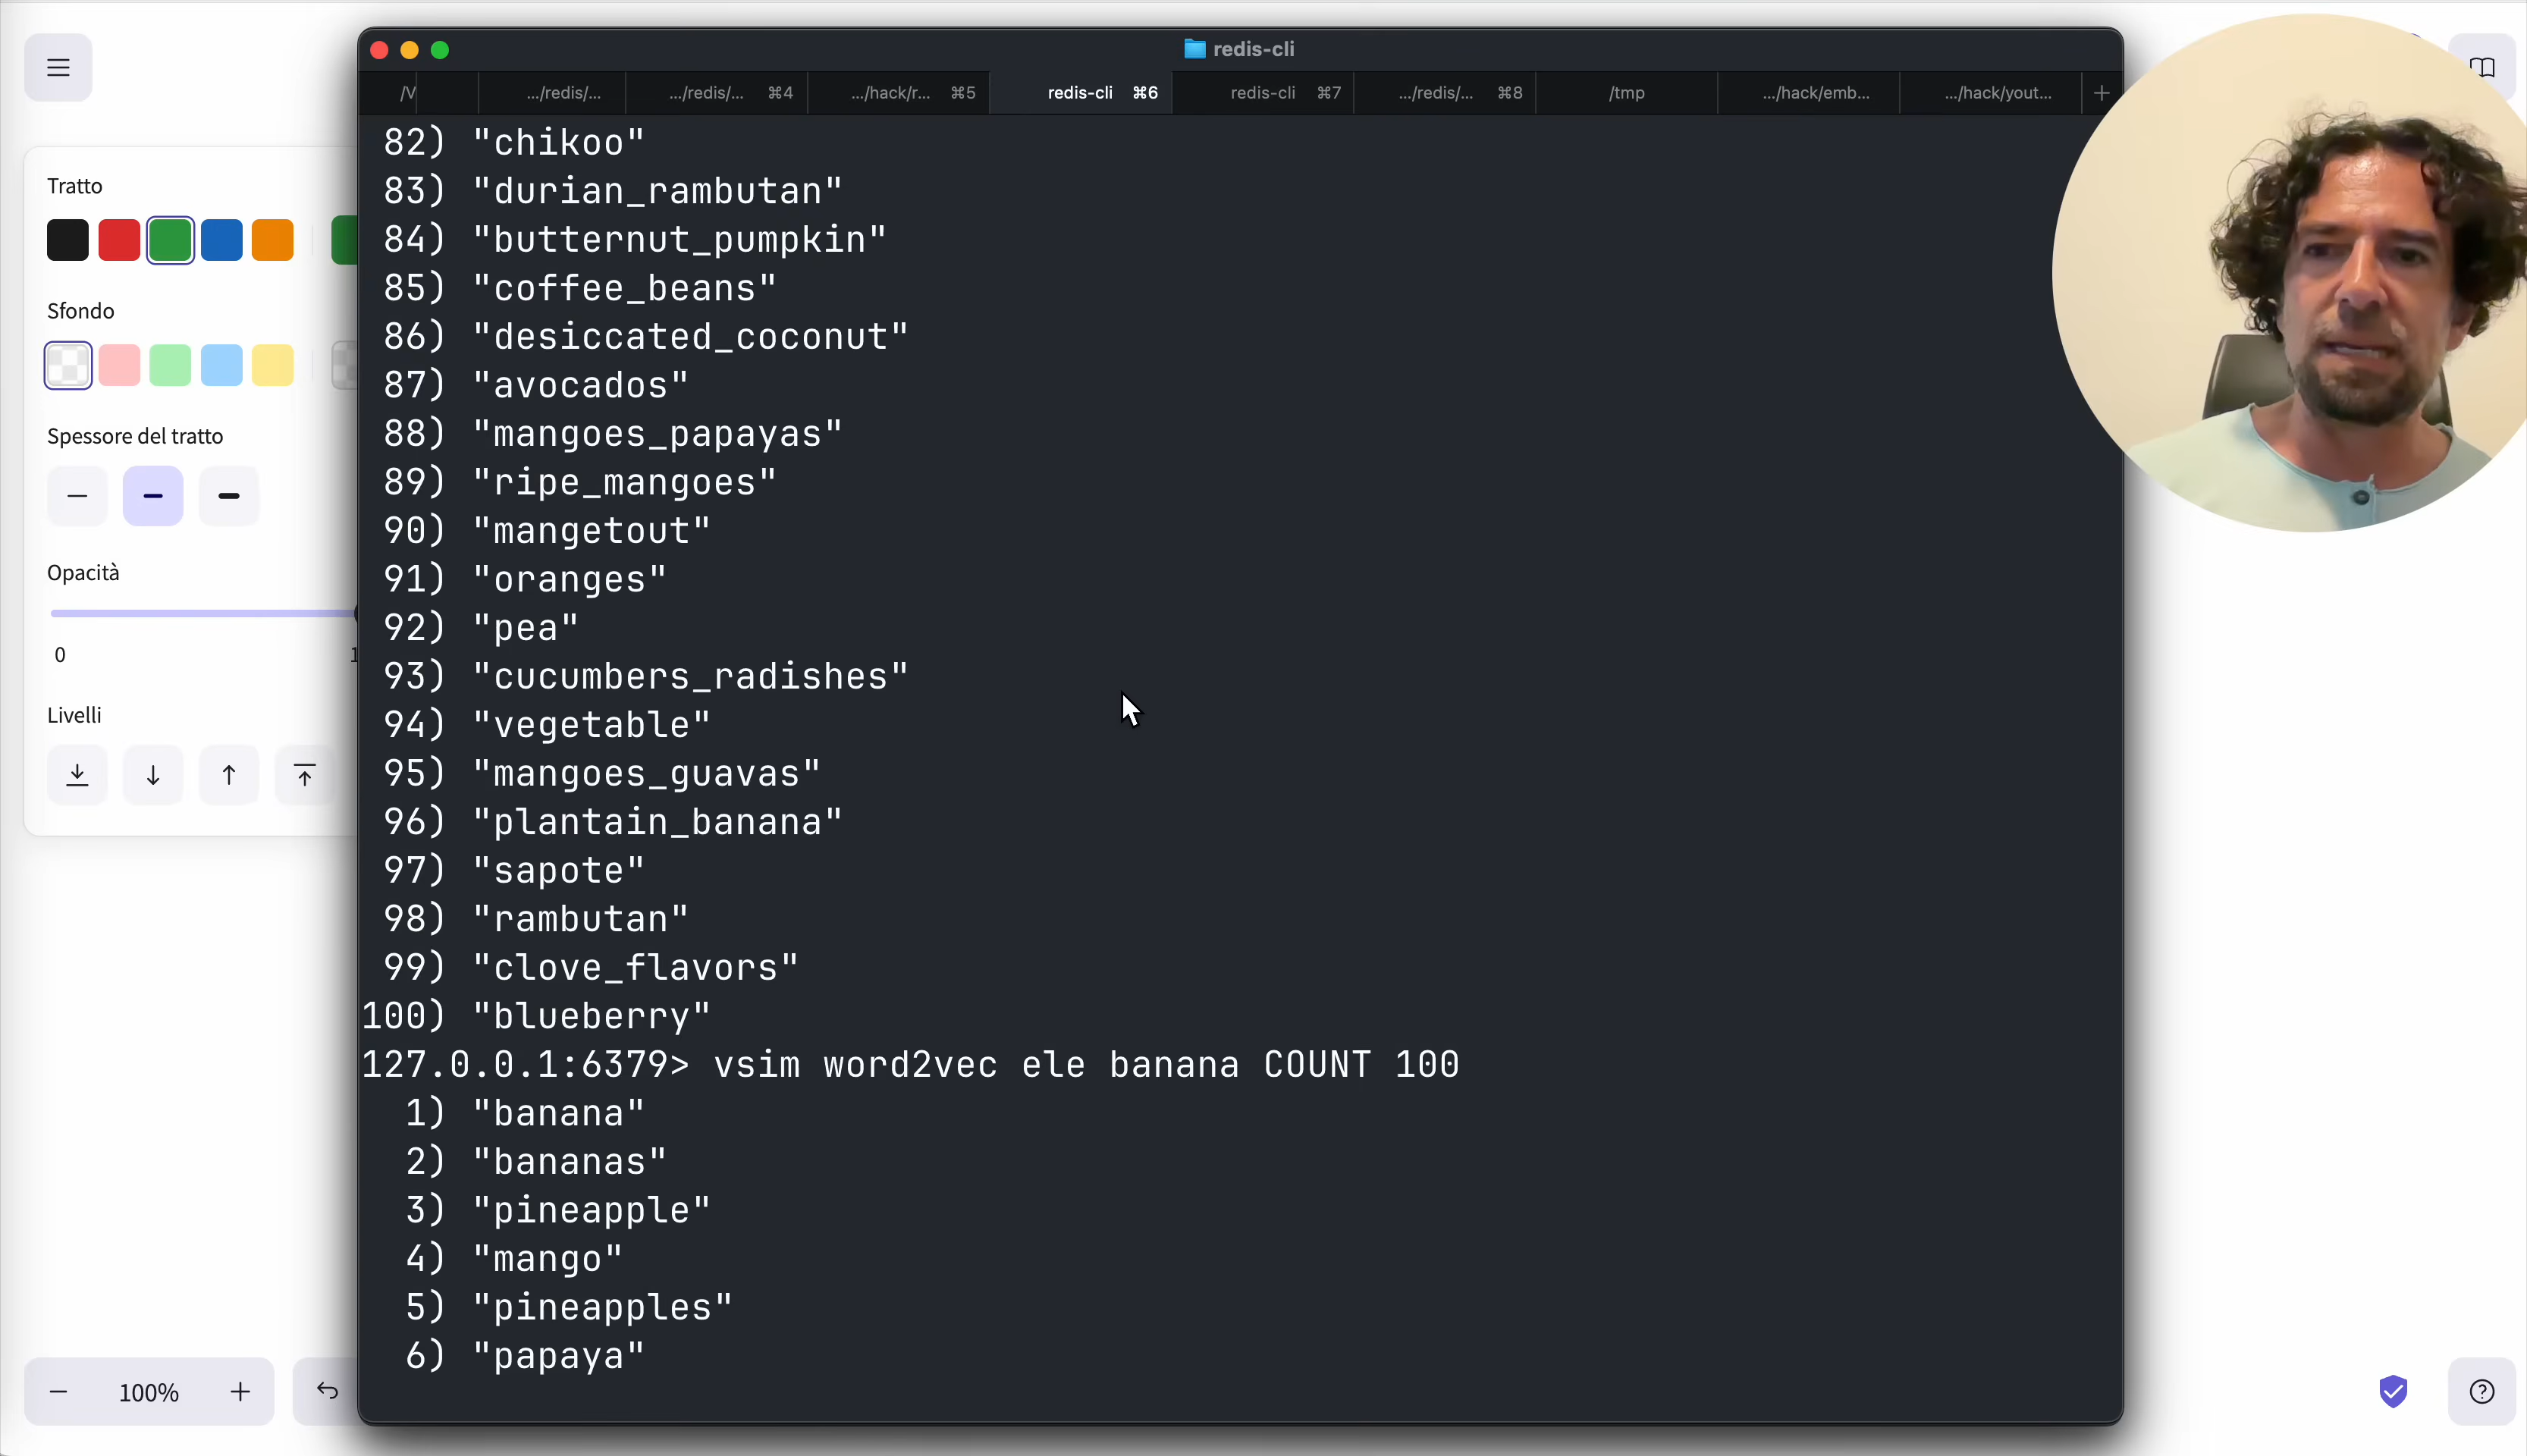 redis-cli
/V
.../redis/...
.../redis/... ⌘4
.../hack/r... ⌘5
redis-cli ⌘6
redis-cli ⌘7
.../redis/... ⌘8
/tmp
.../hack/emb...
.../hack/yout...
Tratto
Sfondo
Spessore del tratto
Opacità
0
Livelli
100%
82) "chikoo"
83) "durian_rambutan"
84) "butternut_pumpkin"
85) "coffee_beans"
86) "desiccated_coconut"
87) "avocados"
88) "mangoes_papayas"
89) "ripe_mangoes"
90) "mangetout"
91) "oranges"
92) "pea"
93) "cucumbers_radishes"
94) "vegetable"
95) "mangoes_guavas"
96) "plantain_banana"
97) "sapote"
98) "rambutan"
99) "clove_flavors"
100) "blueberry"
127.0.0.1:6379> vsim word2vec ele banana COUNT 100
1) "banana"
2) "bananas"
3) "pineapple"
4) "mango"
5) "pineapples"
6) "papaya"